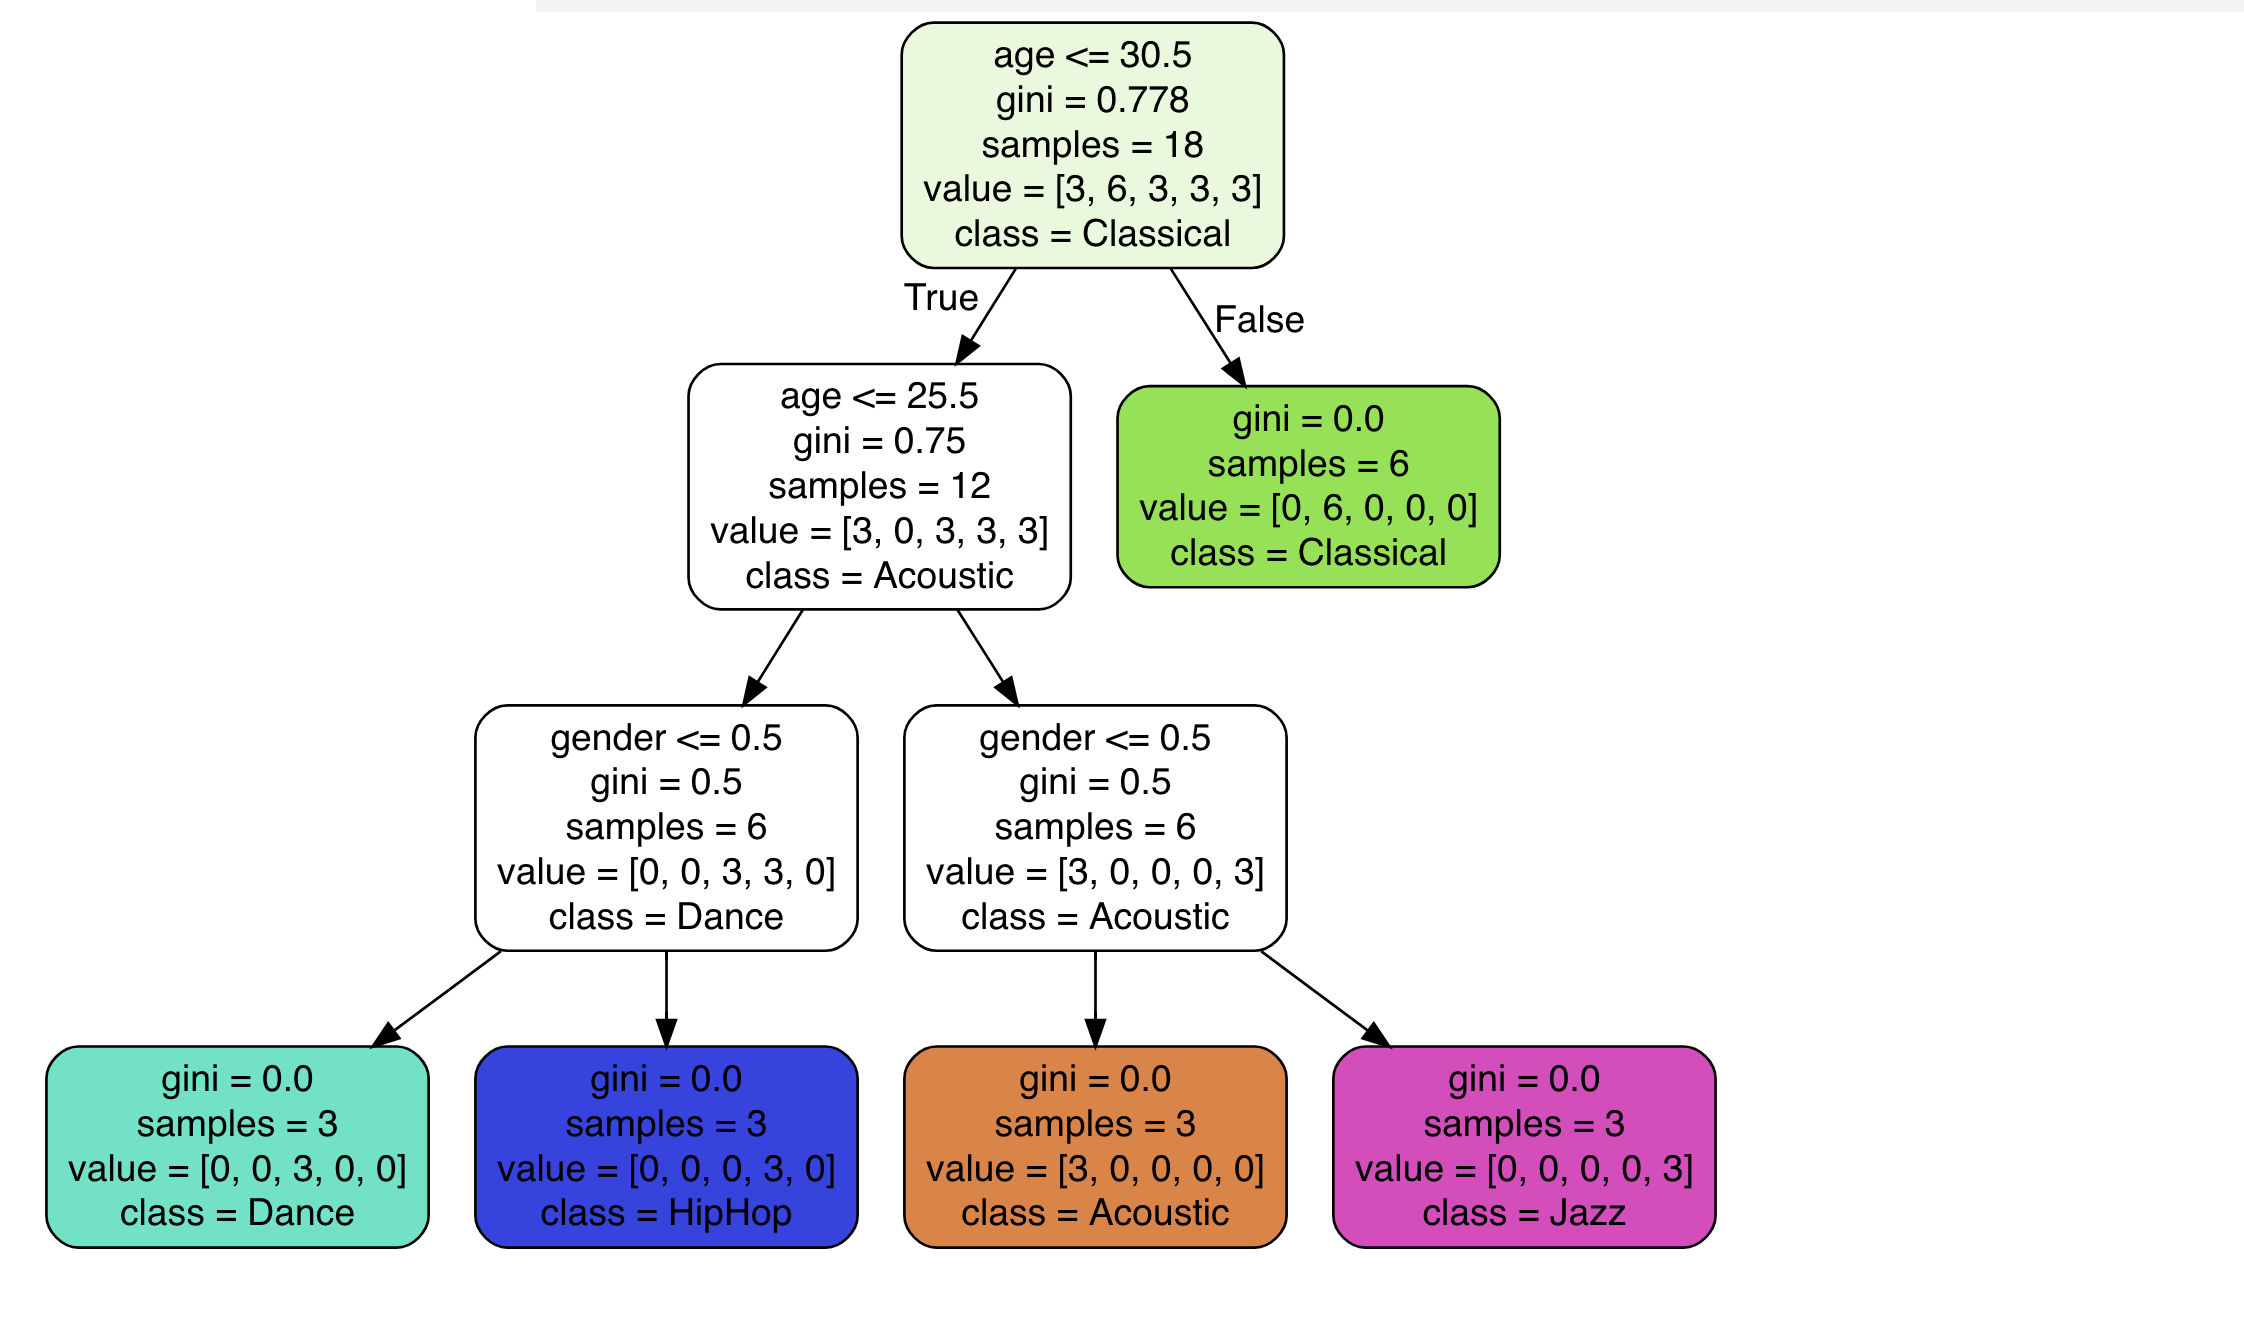 age <= 30.5
gini = 0.778
samples = 18
value = [3, 6, 3, 3, 3]
class = Classical
True
False
age <= 25.5
gini = 0.75
samples = 12
value = [3, 0, 3, 3, 3]
class = Acoustic
gini = 0.0
samples = 6
value = [0, 6, 0, 0, 0]
class = Classical
gender <= 0.5
gini = 0.5
samples = 6
value = [0, 0, 3, 3, 0]
class = Dance
gender <= 0.5
gini = 0.5
samples = 6
value = [3, 0, 0, 0, 3]
class = Acoustic
gini = 0.0
samples = 3
value = [0, 0, 3, 0, 0]
class = Dance
gini = 0.0
samples = 3
value = [0, 0, 0, 3, 0]
class = HipHop
gini = 0.0
samples = 3
value = [3, 0, 0, 0, 0]
class = Acoustic
gini = 0.0
samples = 3
value = [0, 0, 0, 0, 3]
class = Jazz